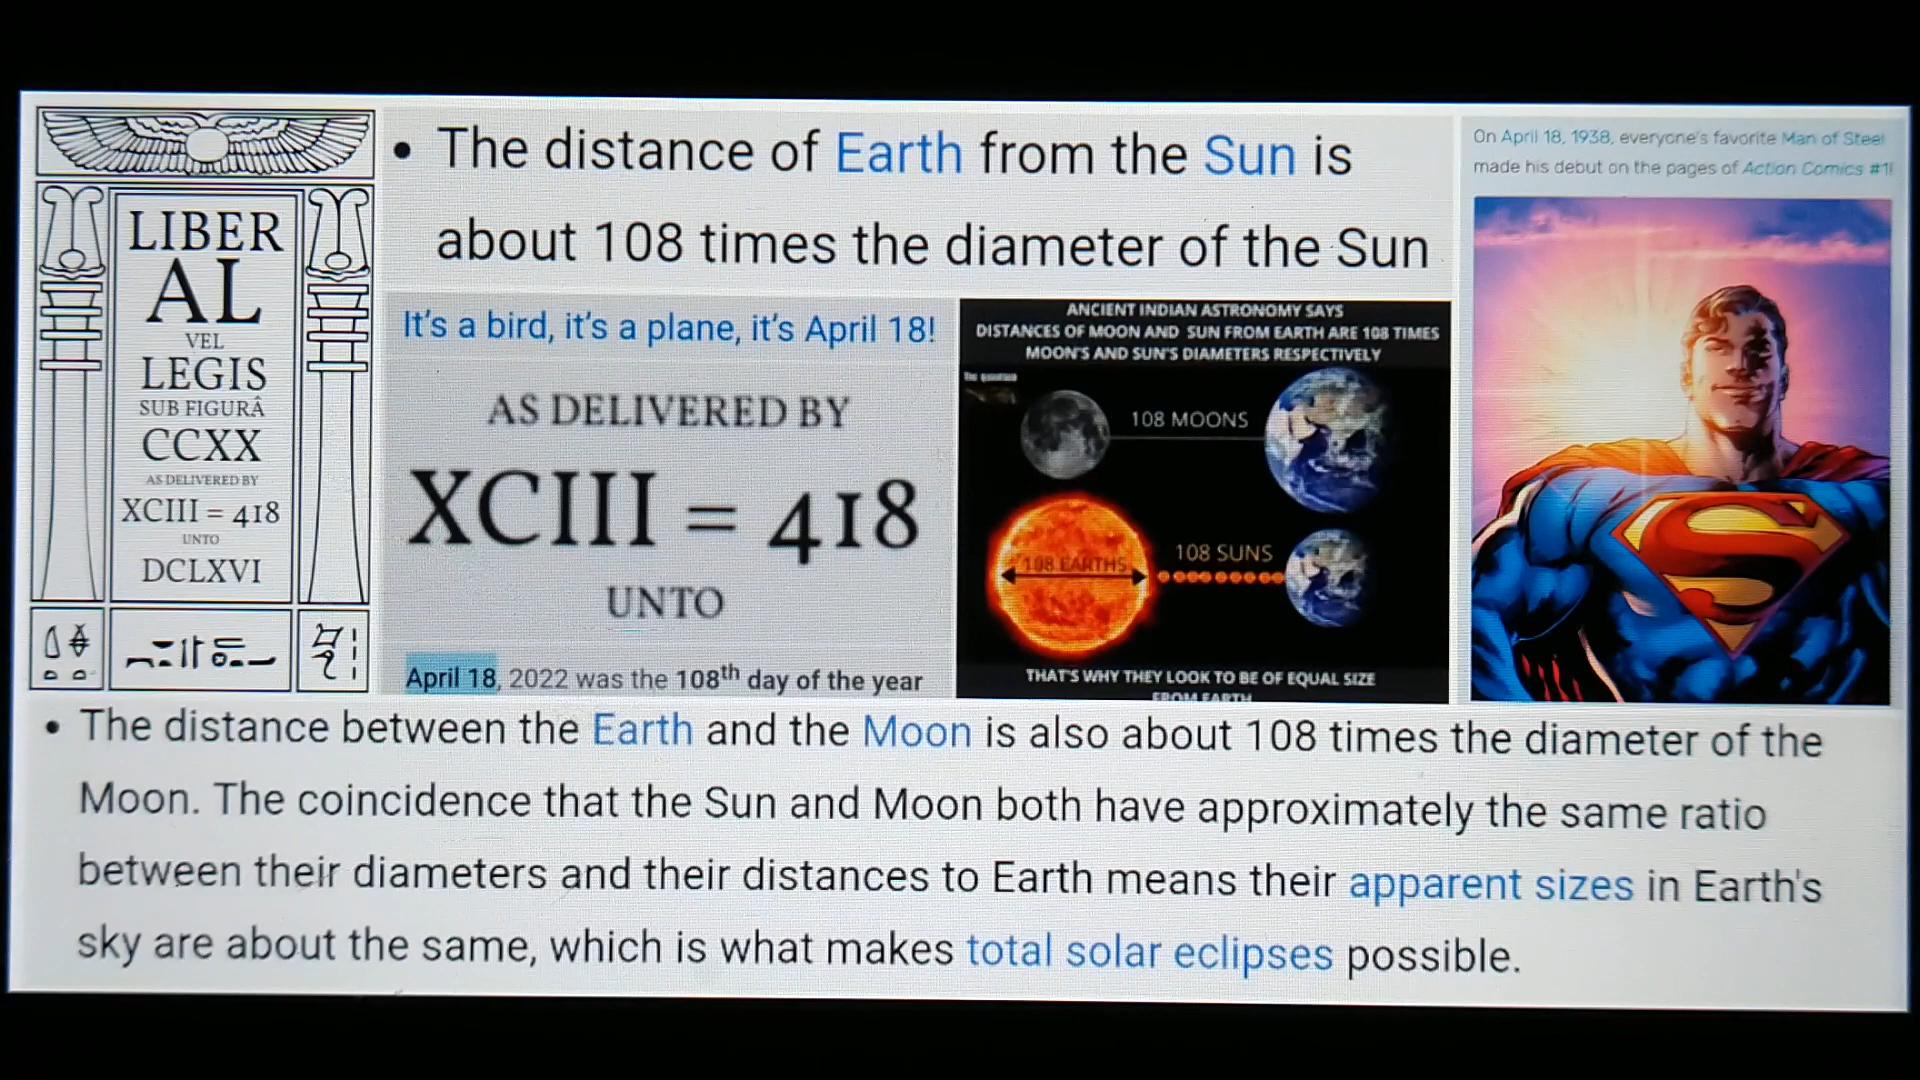 LIBER
AL
VEL
LEGIS
SUB FIGURÂ
CCXX
AS DELIVERED BY
XCIII = 418
UNTO
DCLXVI
• The distance of Earth from the Sun is
about 108 times the diameter of the Sun
It's a bird, it's a plane, it's April 18!
AS DELIVERED BY
XCIII = 418
UNTO
April 18, 2022 was the 108th day of the year
ANCIENT INDIAN ASTRONOMY SAYS
DISTANCES OF MOON AND SUN FROM EARTH ARE 108 TIMES
MOON'S AND SUN'S DIAMETERS RESPECTIVELY
108 MOONS
108 EARTHS
108 SUNS
THAT'S WHY THEY LOOK TO BE OF EQUAL SIZE
FROM EARTH
On April 18, 1938, everyone's favorite Man of Steel
made his debut on the pages of Action Comics #1!
• The distance between the Earth and the Moon is also about 108 times the diameter of the
Moon. The coincidence that the Sun and Moon both have approximately the same ratio
between their diameters and their distances to Earth means their apparent sizes in Earth's
sky are about the same, which is what makes total solar eclipses possible.